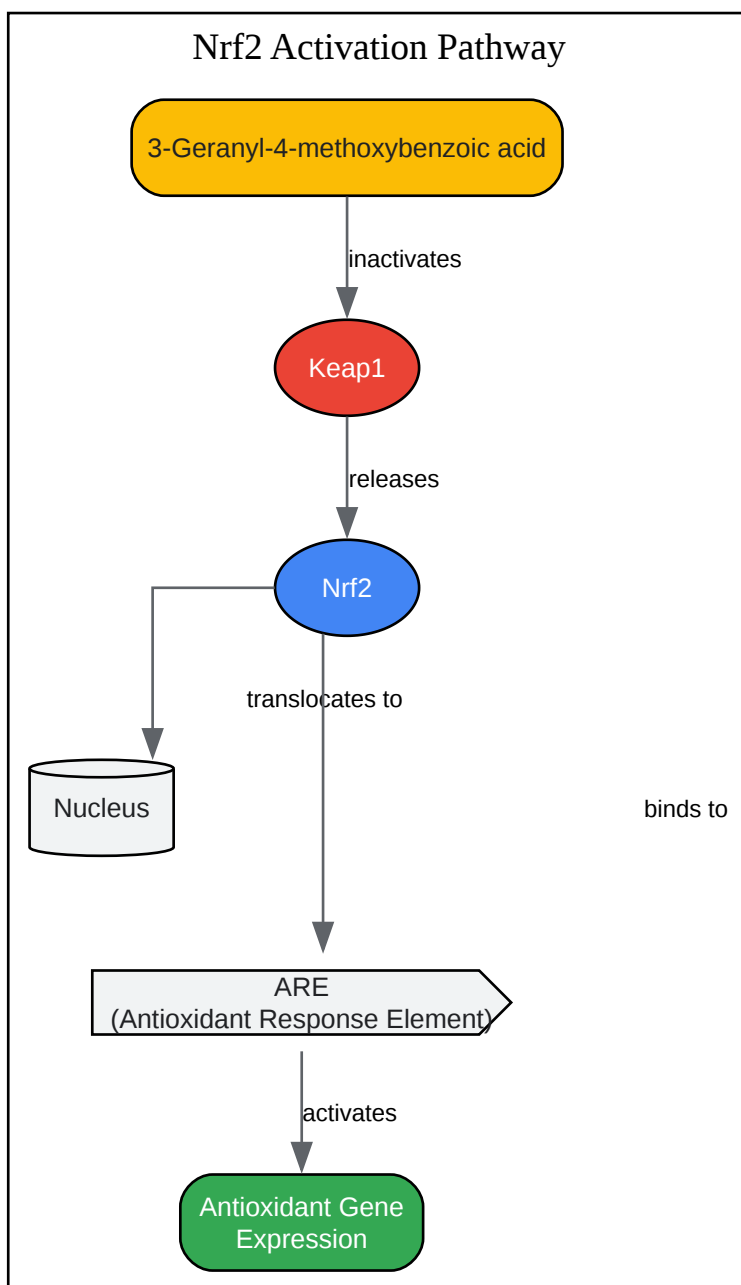 Nrf2 Activation Pathway
3-Geranyl-4-methoxybenzoic acid
inactivates
Keap1
releases
Nrf2
translocates to
Nucleus
binds to
ARE
(Antioxidant Response Element)
activates
Antioxidant Gene
Expression